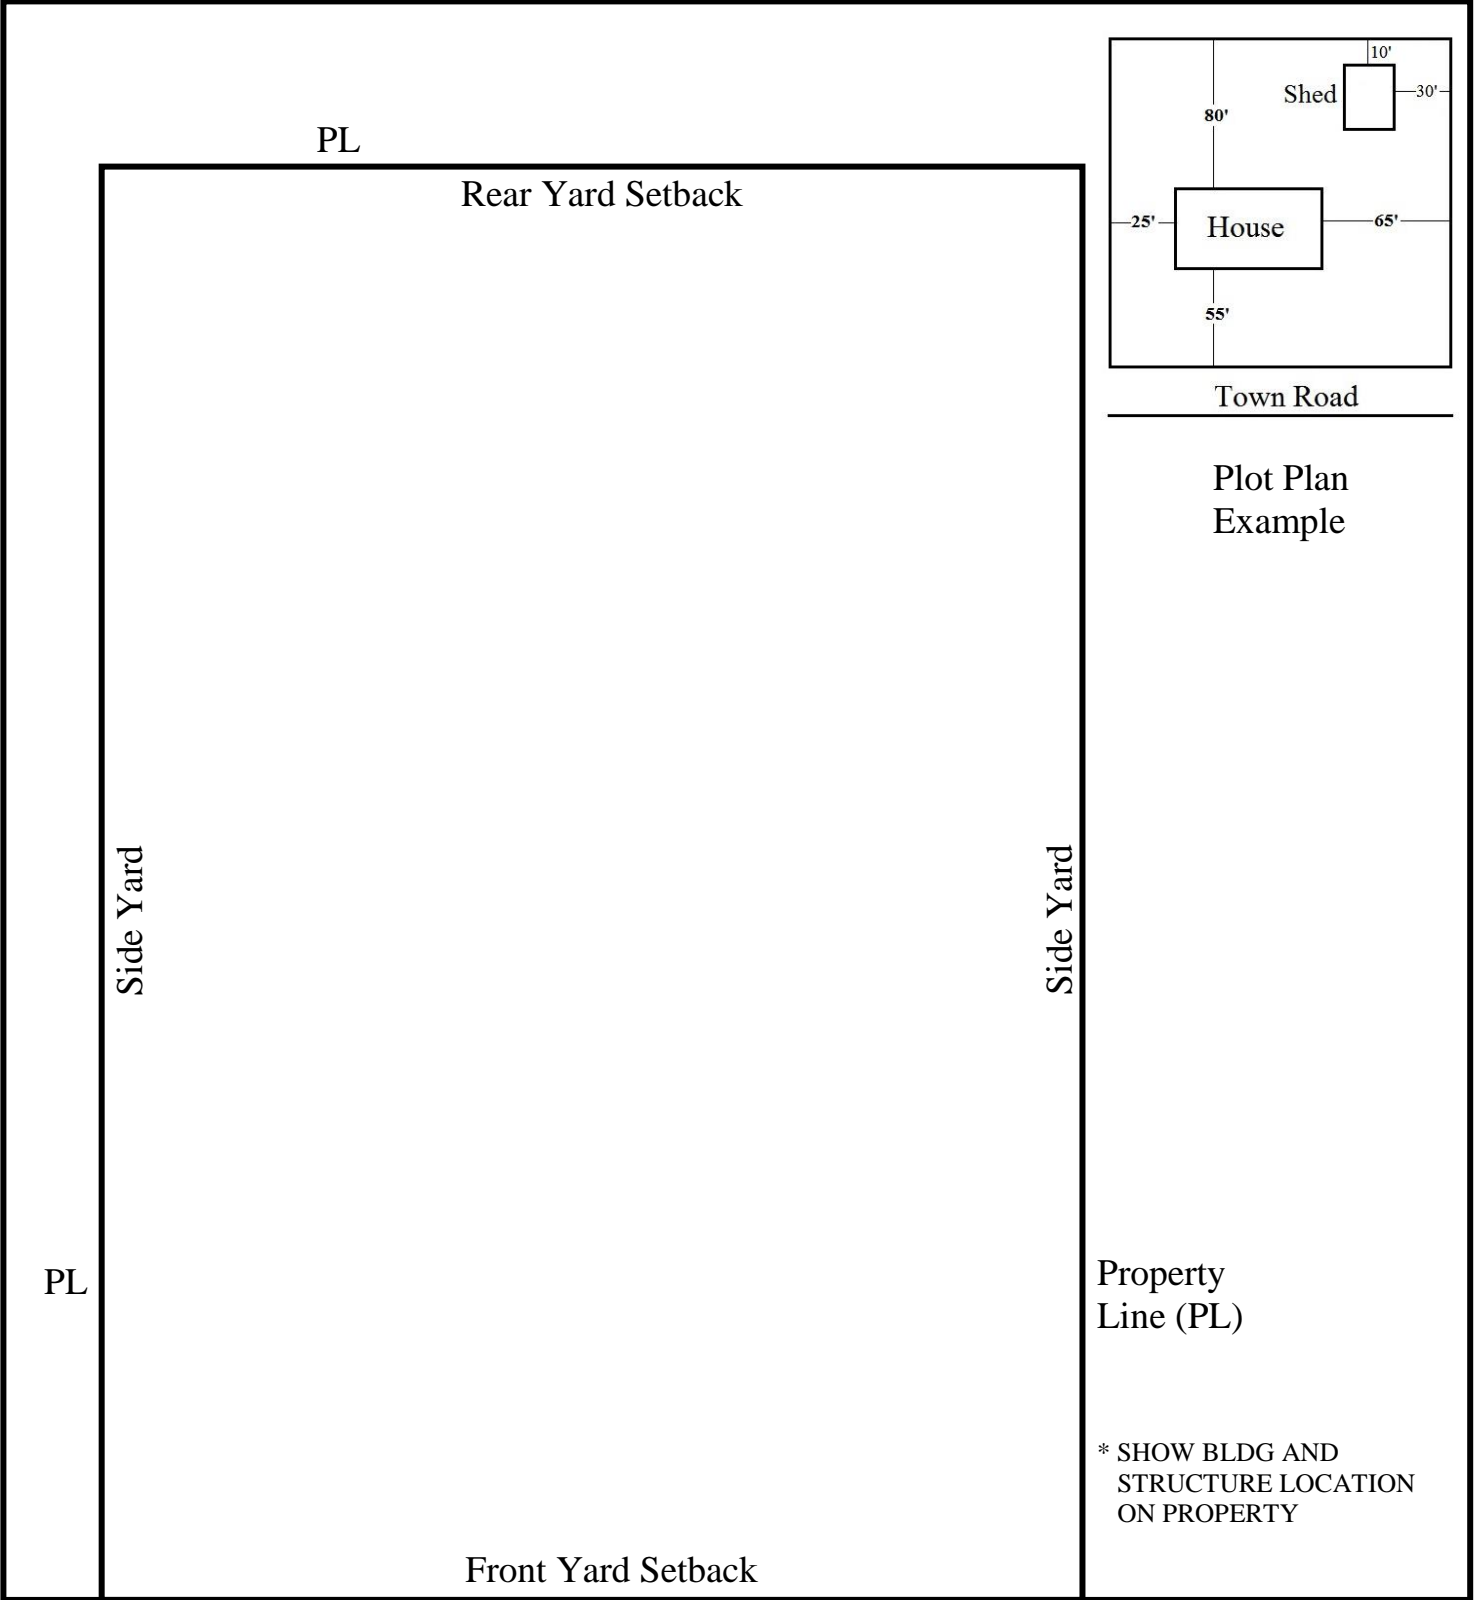 10'
Shed
30'
80'
PL
Rear Yard Setback
25'
House
65'
55'
Town Road
Plot Plan
Example
Side Yard
Side Yard
PL
Property
Line (PL)
* SHOW BLDG AND
STRUCTURE LOCATION
ON PROPERTY
Front Yard Setback